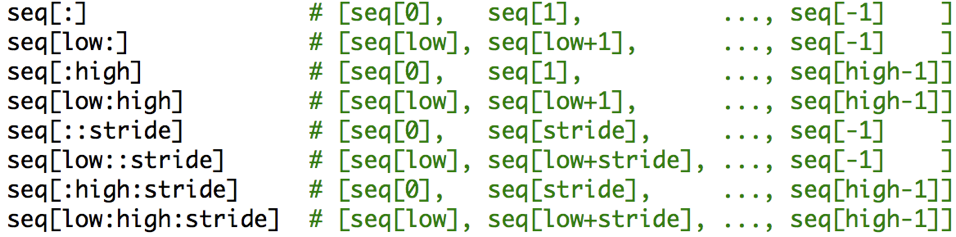 seq[:]                # [seq[0],   seq[1],          ..., seq[-1]    ]
seq[low:]             # [seq[low], seq[low+1],      ..., seq[-1]    ]
seq[:high]            # [seq[0],   seq[1],          ..., seq[high-1]]
seq[low:high]         # [seq[low], seq[low+1],      ..., seq[high-1]]
seq[::stride]         # [seq[0],   seq[stride],     ..., seq[-1]    ]
seq[low::stride]      # [seq[low], seq[low+stride], ..., seq[-1]    ]
seq[:high:stride]     # [seq[0],   seq[stride],     ..., seq[high-1]]
seq[low:high:stride]  # [seq[low], seq[low+stride], ..., seq[high-1]]